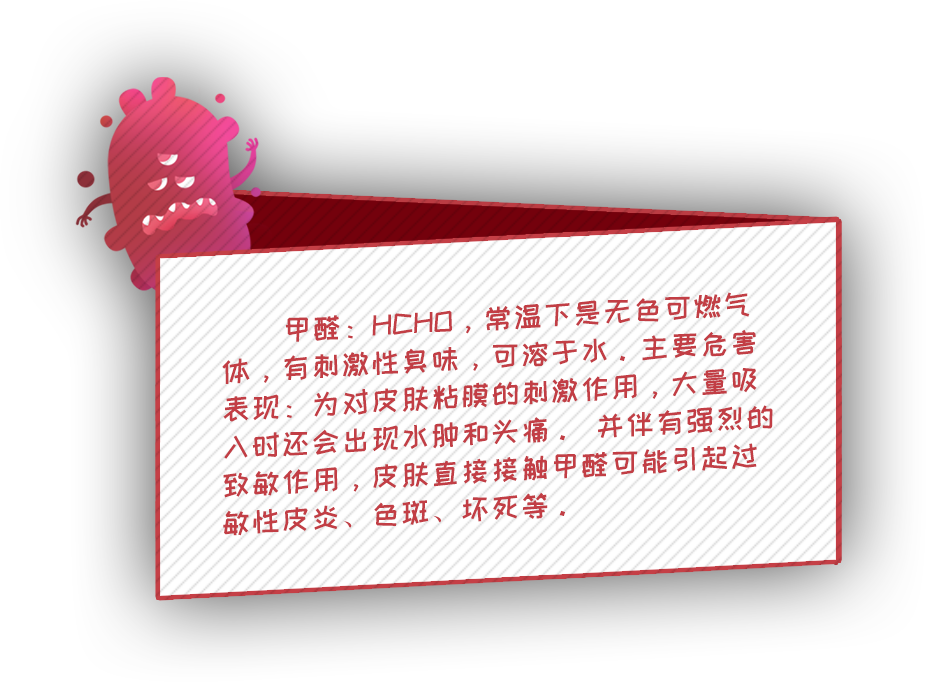 甲醛：HCHO，常温下是无色可燃气
体，有刺激性臭味，可溶于水。主要危害
表现：为对皮肤粘膜的刺激作用，大量吸
入时还会出现水肿和头痛。 并伴有强烈的
致敏作用，皮肤直接接触甲醛可能引起过
敏性皮炎、色斑、坏死等。